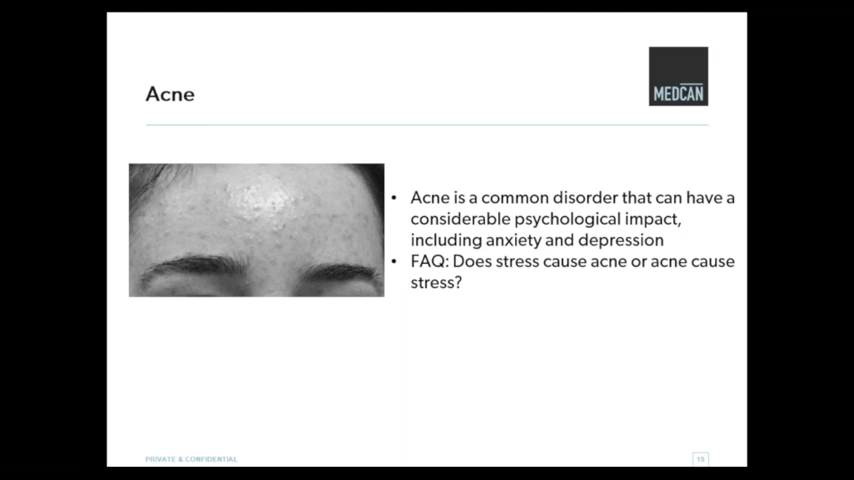 MEDCAN
Acne
• Acne is a common disorder that can have a
considerable psychological impact,
including anxiety and depression
• FAQ: Does stress cause acne or acne cause
stress?
PRIVATE & CONFIDENTIAL
19